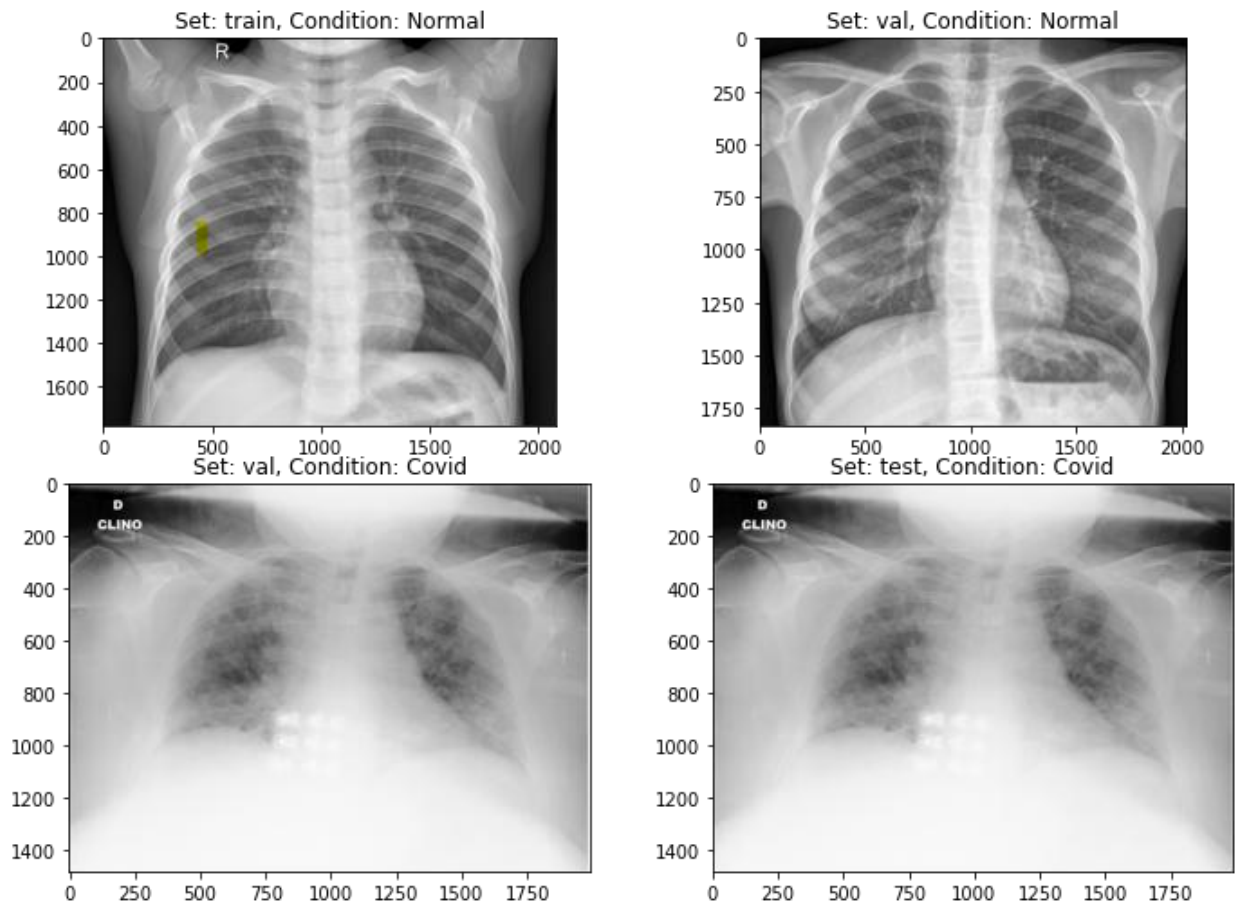 Set: train, Condition: Normal
R
0
200
400
600
800
1000
1200
1400
1600
0 500 1000 1500 2000
Set: val, Condition: Normal
0
250
500
750
1000
1250
1500
1750
0 500 1000 1500 2000
Set: val, Condition: Covid
D
CLINO
0
200
400
600
800
1000
1200
1400
0 250 500 750 1000 1250 1500 1750
Set: test, Condition: Covid
D
CLINO
0
200
400
600
800
1000
1200
1400
0 250 500 750 1000 1250 1500 1750